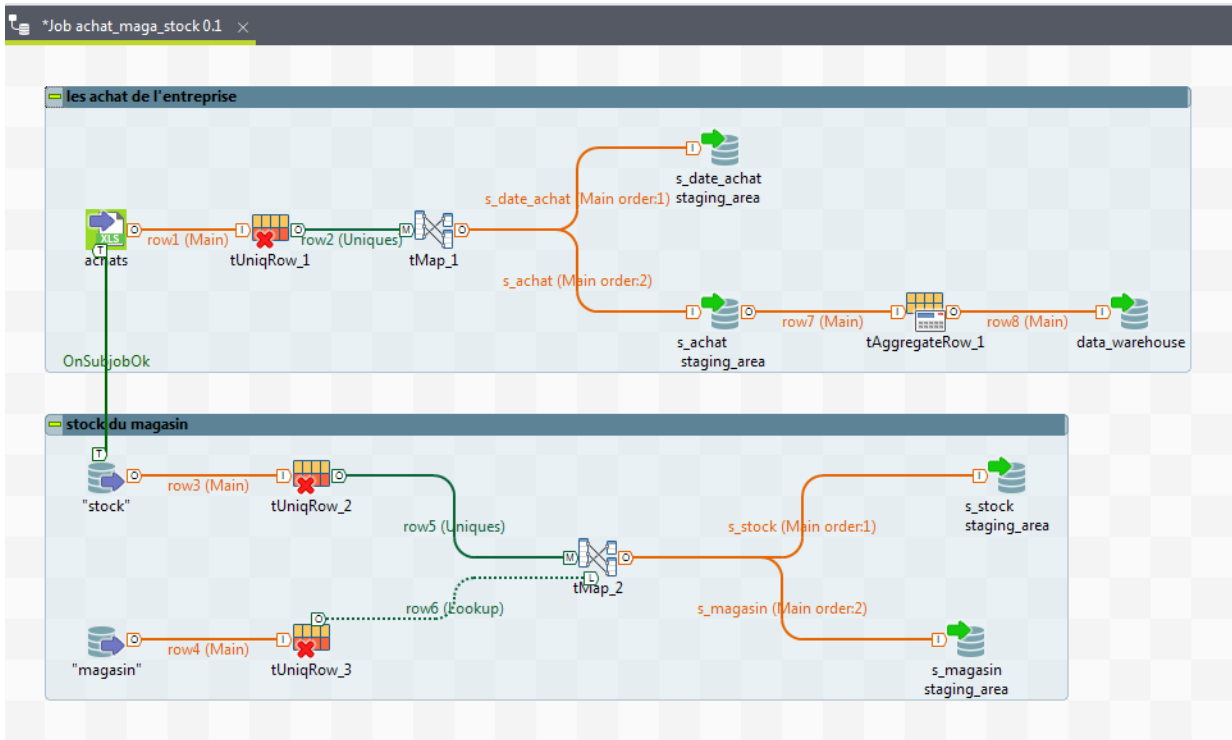 *Job achat_maga_stock 0.1
les achat de l'entreprise
s_date_achat (Main order:1)
s_date_achat
staging_area
XLS
achats
row1 (Main)
tUniqRow_1
row2 (Uniques)
tMap_1
s_achat (Main order:2)
s_achat
staging_area
row7 (Main)
tAggregateRow_1
row8 (Main)
data_warehouse
OnSubjobOk
stock du magasin
"stock"
row3 (Main)
tUniqRow_2
row5 (Uniques)
s_stock (Main order:1)
s_stock
staging_area
tMap_2
row6 (Lookup)
s_magasin (Main order:2)
"magasin"
row4 (Main)
tUniqRow_3
s_magasin
staging_area